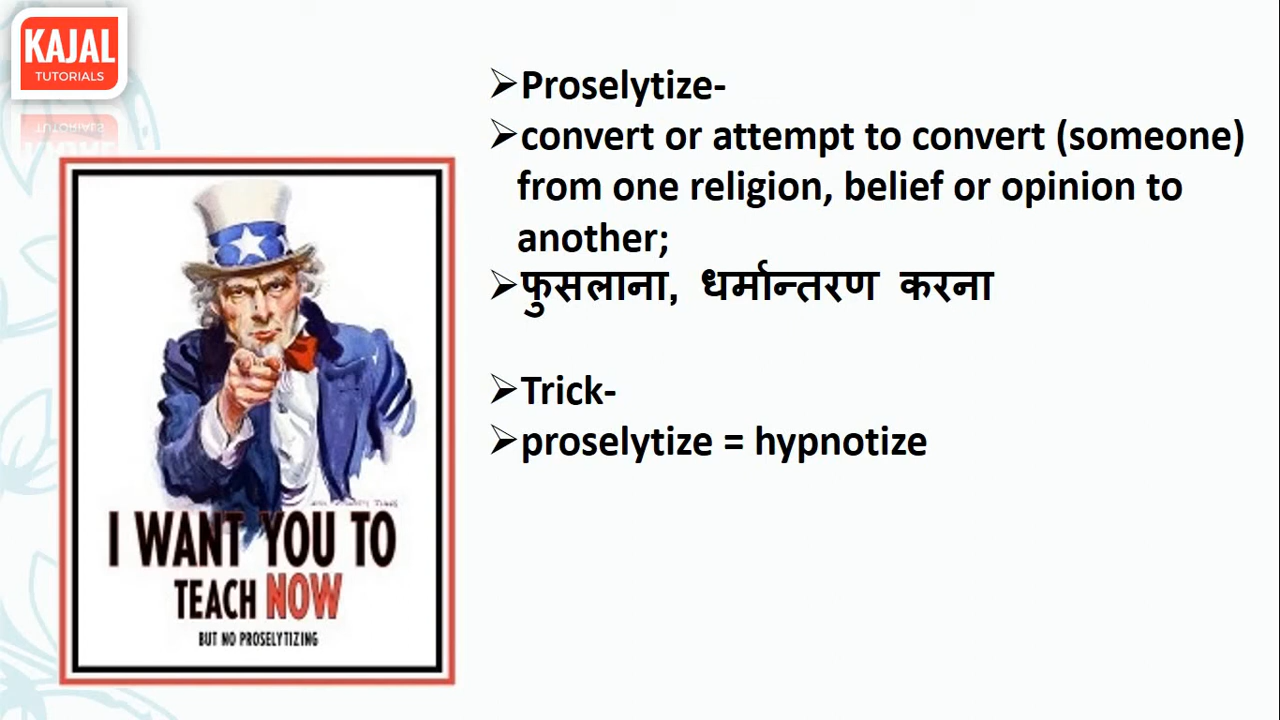 KAJAL
TUTORIALS
➢Proselytize-
➢convert or attempt to convert (someone)
from one religion, belief or opinion to
another;
➢फुसलाना, धर्मान्तरण करना
➢Trick-
➢proselytize = hypnotize
I WANT YOU TO
TEACH NOW
BUT NO PROSELYTIZING